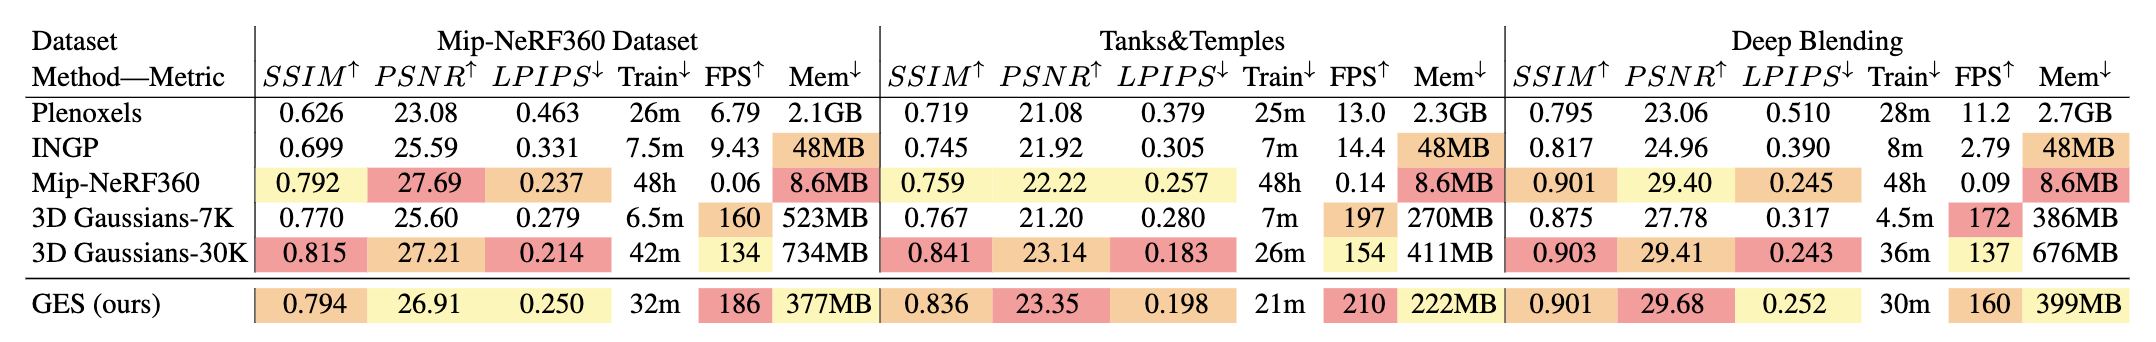 Dataset Mip-NeRF360 Dataset Tanks&Temples Deep Blending
Method—Metric SSIM↑ PSNR↑ LPIPS↓ Train↓ FPS↑ Mem↓ SSIM↑ PSNR↑ LPIPS↓ Train↓ FPS↑ Mem↓ SSIM↑ PSNR↑ LPIPS↓ Train↓ FPS↑ Mem↓
Plenoxels 0.626 23.08 0.463 26m 6.79 2.1GB 0.719 21.08 0.379 25m 13.0 2.3GB 0.795 23.06 0.510 28m 11.2 2.7GB
INGP 0.699 25.59 0.331 7.5m 9.43 48MB 0.745 21.92 0.305 7m 14.4 48MB 0.817 24.96 0.390 8m 2.79 48MB
Mip-NeRF360 0.792 27.69 0.237 48h 0.06 8.6MB 0.759 22.22 0.257 48h 0.14 8.6MB 0.901 29.40 0.245 48h 0.09 8.6MB
3D Gaussians-7K 0.770 25.60 0.279 6.5m 160 523MB 0.767 21.20 0.280 7m 197 270MB 0.875 27.78 0.317 4.5m 172 386MB
3D Gaussians-30K 0.815 27.21 0.214 42m 134 734MB 0.841 23.14 0.183 26m 154 411MB 0.903 29.41 0.243 36m 137 676MB
GES (ours) 0.794 26.91 0.250 32m 186 377MB 0.836 23.35 0.198 21m 210 222MB 0.901 29.68 0.252 30m 160 399MB